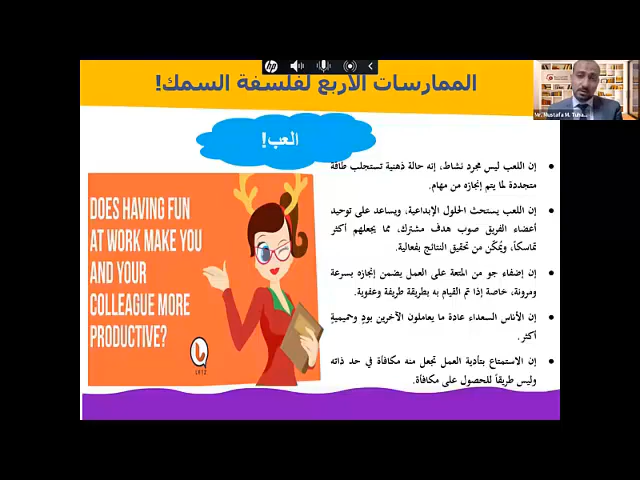 الممارسات الأربع لفلسفة السمك!
Mr. Mustafa M.
العب!
إن اللعب ليس مجرد نشاط، إنه حالة ذهنية تستجلب طاقة
متجددة لما يتم إنجازه من مهام.
إن اللعب يستحث الحلول الإبداعية، ويساعد على توحيد
أعضاء الفريق صوب هدف مشترك، مما يجعلهم أكثر
تماسكاً، ويُمكّن من تحقيق النتائج بفعالية.
إن إضفاء جو من المتعة على العمل يضمن إنجازه بسرعة
ومرونة، خاصة إذا تم القيام به بطريقة طريفة وعفوية.
إن الأناس السعداء عادة ما يعاملون الآخرين بودٍ وحميميةٍ
أكثر.
إن الاستمتاع بتأدية العمل تجعل منه مكافأة في حد ذاته
وليس طريقاً للحصول على مكافأة.
DOES HAVING FUN
AT WORK MAKE YOU
AND YOUR
COLLEAGUE MORE
PRODUCTIVE?
hp